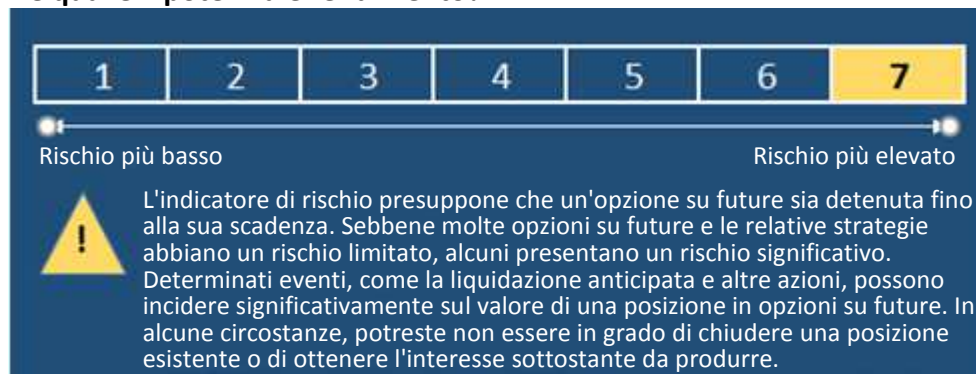 1 2 3 4 5 6 7
Rischio più basso Rischio più elevato
L'indicatore di rischio presuppone che un'opzione su future sia detenuta fino
alla sua scadenza. Sebbene molte opzioni su future e le relative strategie
abbiano un rischio limitato, alcuni presentano un rischio significativo.
Determinati eventi, come la liquidazione anticipata e altre azioni, possono
incidere significativamente sul valore di una posizione in opzioni su future. In
alcune circostanze, potreste non essere in grado di chiudere una posizione
esistente o di ottenere l'interesse sottostante da produrre.
!